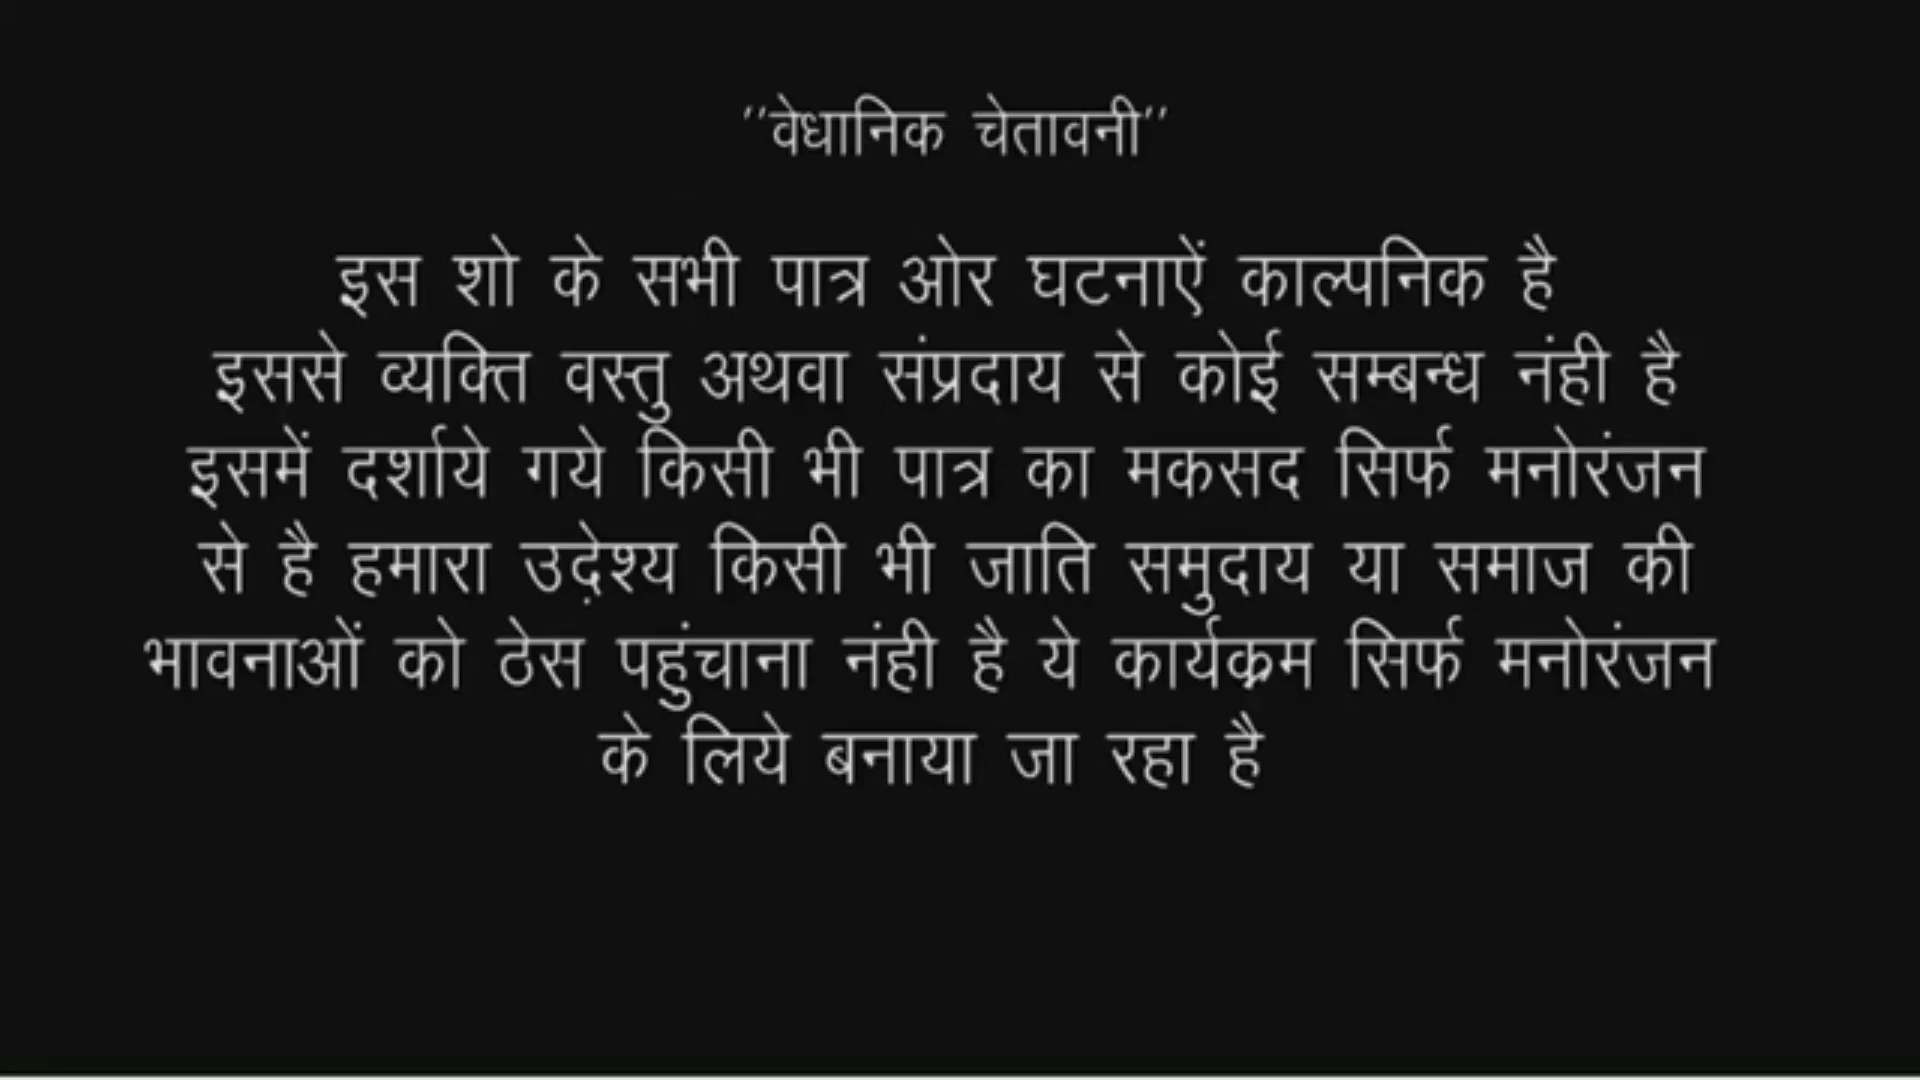 ''वेधानिक चेतावनी''
इस शो के सभी पात्र ओर घटनाऐं काल्पनिक है
इससे व्यक्ति वस्तु अथवा संप्रदाय से कोई सम्बन्ध नंही है
इसमें दर्शाये गये किसी भी पात्र का मकसद सिर्फ मनोरंजन
से है हमारा उद़ेश्य किसी भी जाति समुदाय या समाज की
भावनाओं को ठेस पहुंचाना नंही है ये कार्यक्रम सिर्फ मनोरंजन
के लिये बनाया जा रहा है